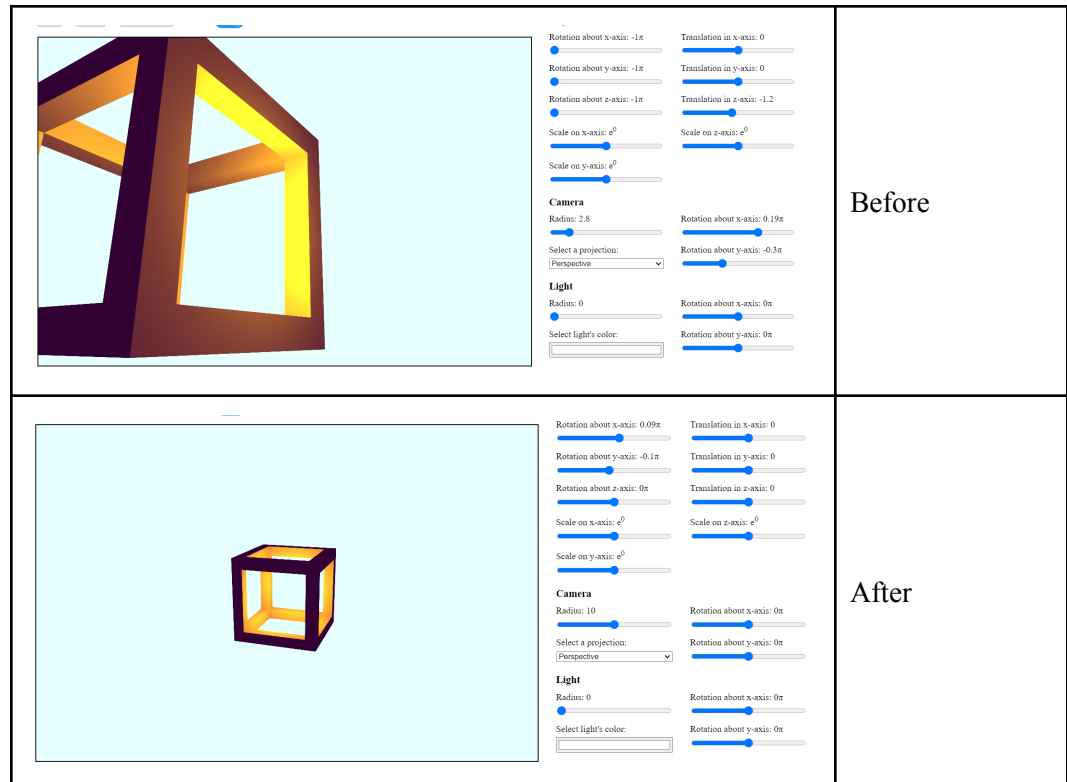 Rotation about x-axis: -1π Translation in x-axis: 0
Rotation about y-axis: -1π Translation in y-axis: 0
Rotation about z-axis: -1π Translation in z-axis: -1.2
Scale on x-axis: e⁰ Scale on z-axis: e⁰
Scale on y-axis: e⁰
Camera
Radius: 2.8 Rotation about x-axis: 0.19π
Select a projection: Rotation about y-axis: -0.3π
Perspective
Light
Radius: 0 Rotation about x-axis: 0π
Select light's color: Rotation about y-axis: 0π
Before
Rotation about x-axis: 0.09π Translation in x-axis: 0
Rotation about y-axis: -0.1π Translation in y-axis: 0
Rotation about z-axis: 0π Translation in z-axis: 0
Scale on x-axis: e⁰ Scale on z-axis: e⁰
Scale on y-axis: e⁰
Camera
Radius: 10 Rotation about x-axis: 0π
Select a projection: Rotation about y-axis: 0π
Perspective
Light
Radius: 0 Rotation about x-axis: 0π
Select light's color: Rotation about y-axis: 0π
After